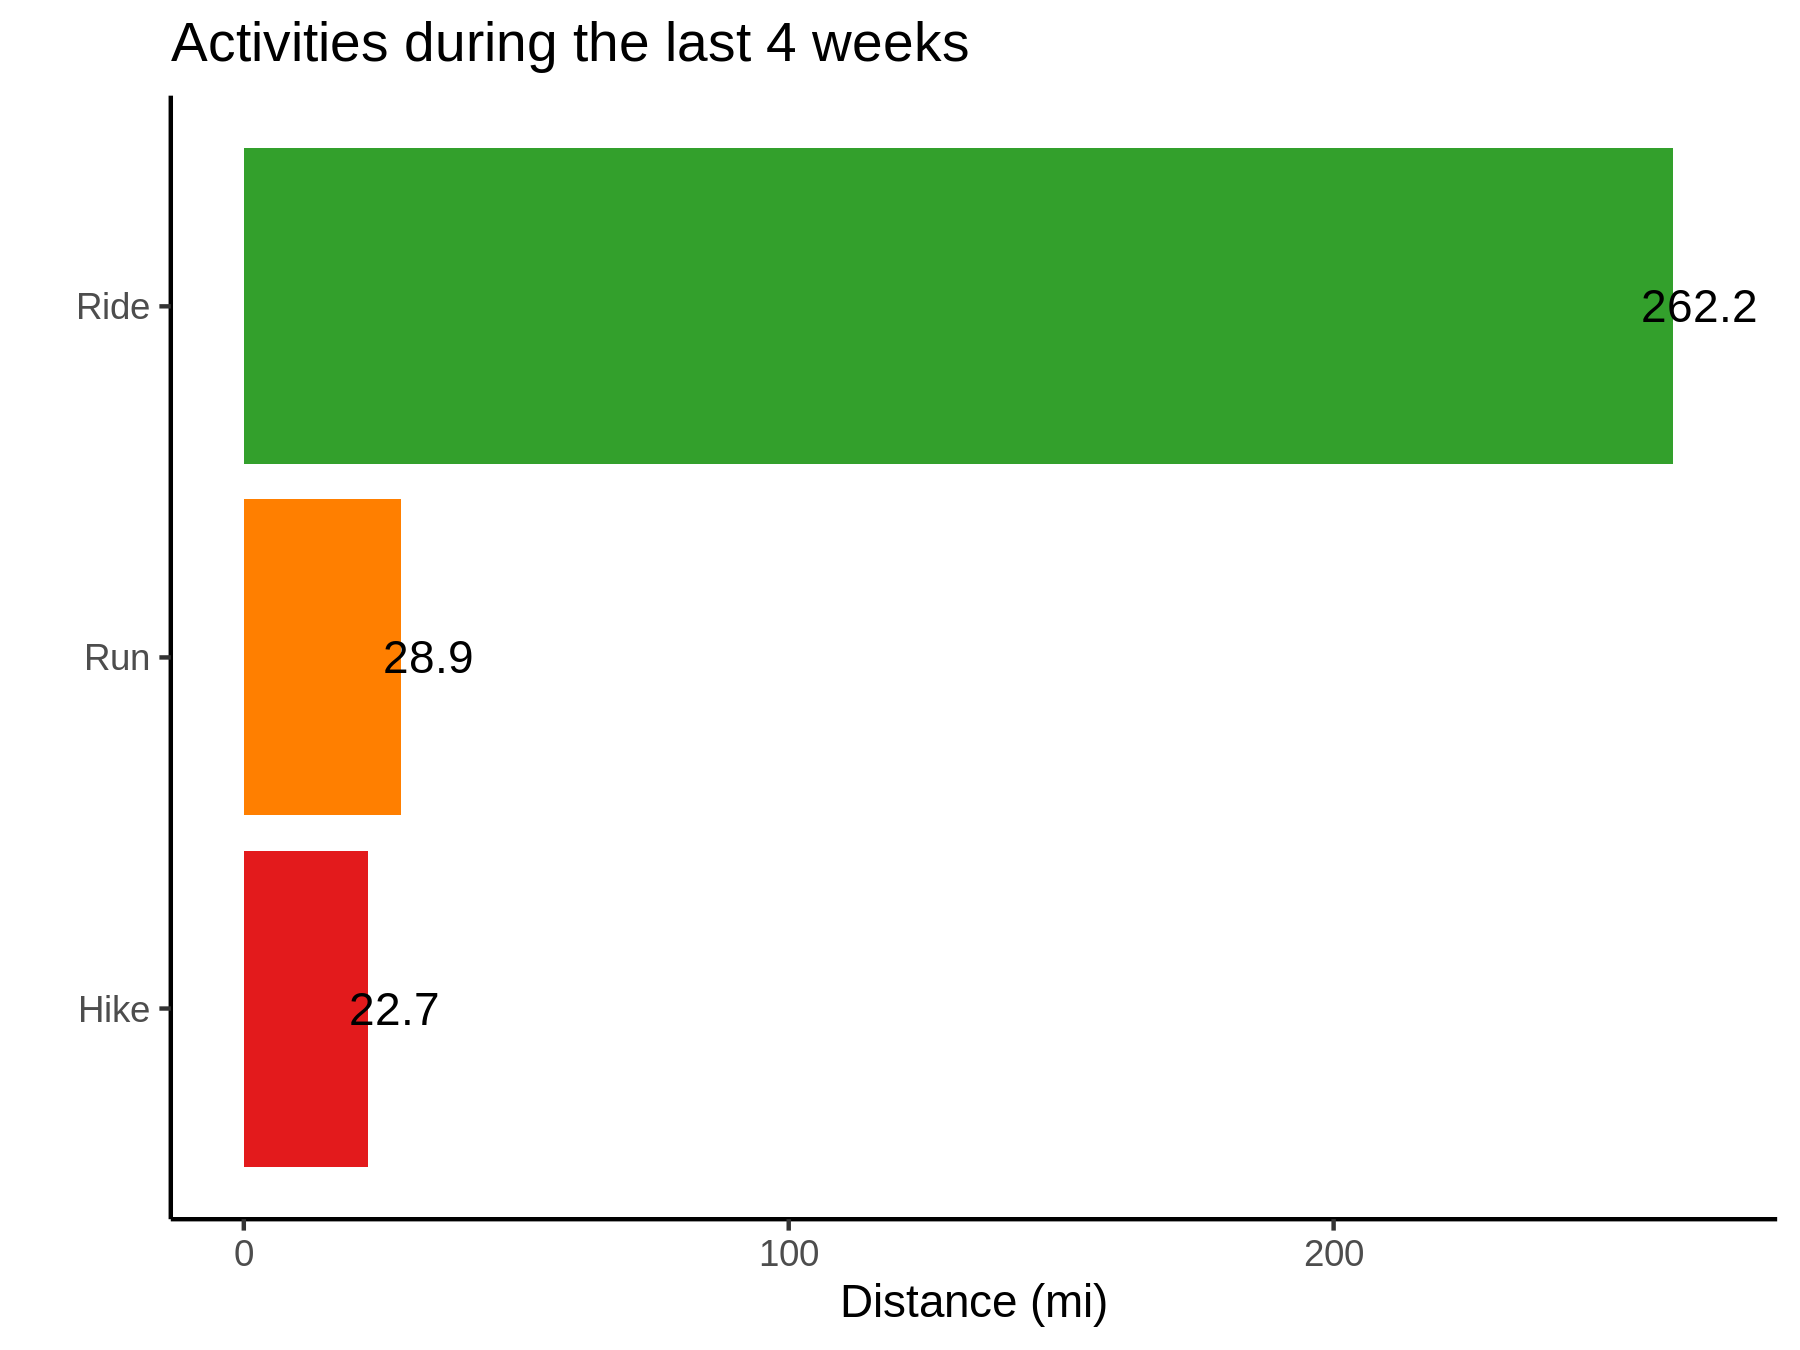 Activities during the last 4 weeks
Ride
262.2
Run
28.9
Hike
22.7
0
100
200
Distance (mi)